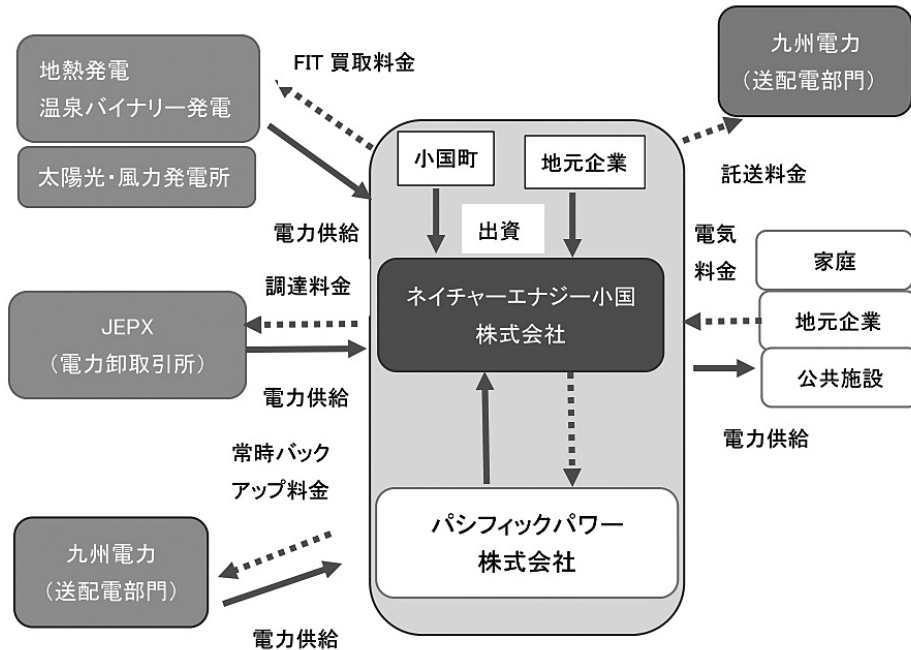 地熱発電
温泉バイナリー発電
太陽光・風力発電所
FIT 買取料金
電力供給
九州電力
（送配電部門）
託送料金
小国町
地元企業
出資
ネイチャーエナジー小国
株式会社
調達料金
JEPX
（電力卸取引所）
電力供給
電気
料金
家庭
地元企業
公共施設
電力供給
常時バック
アップ料金
九州電力
（送配電部門）
電力供給
パシフィックパワー
株式会社